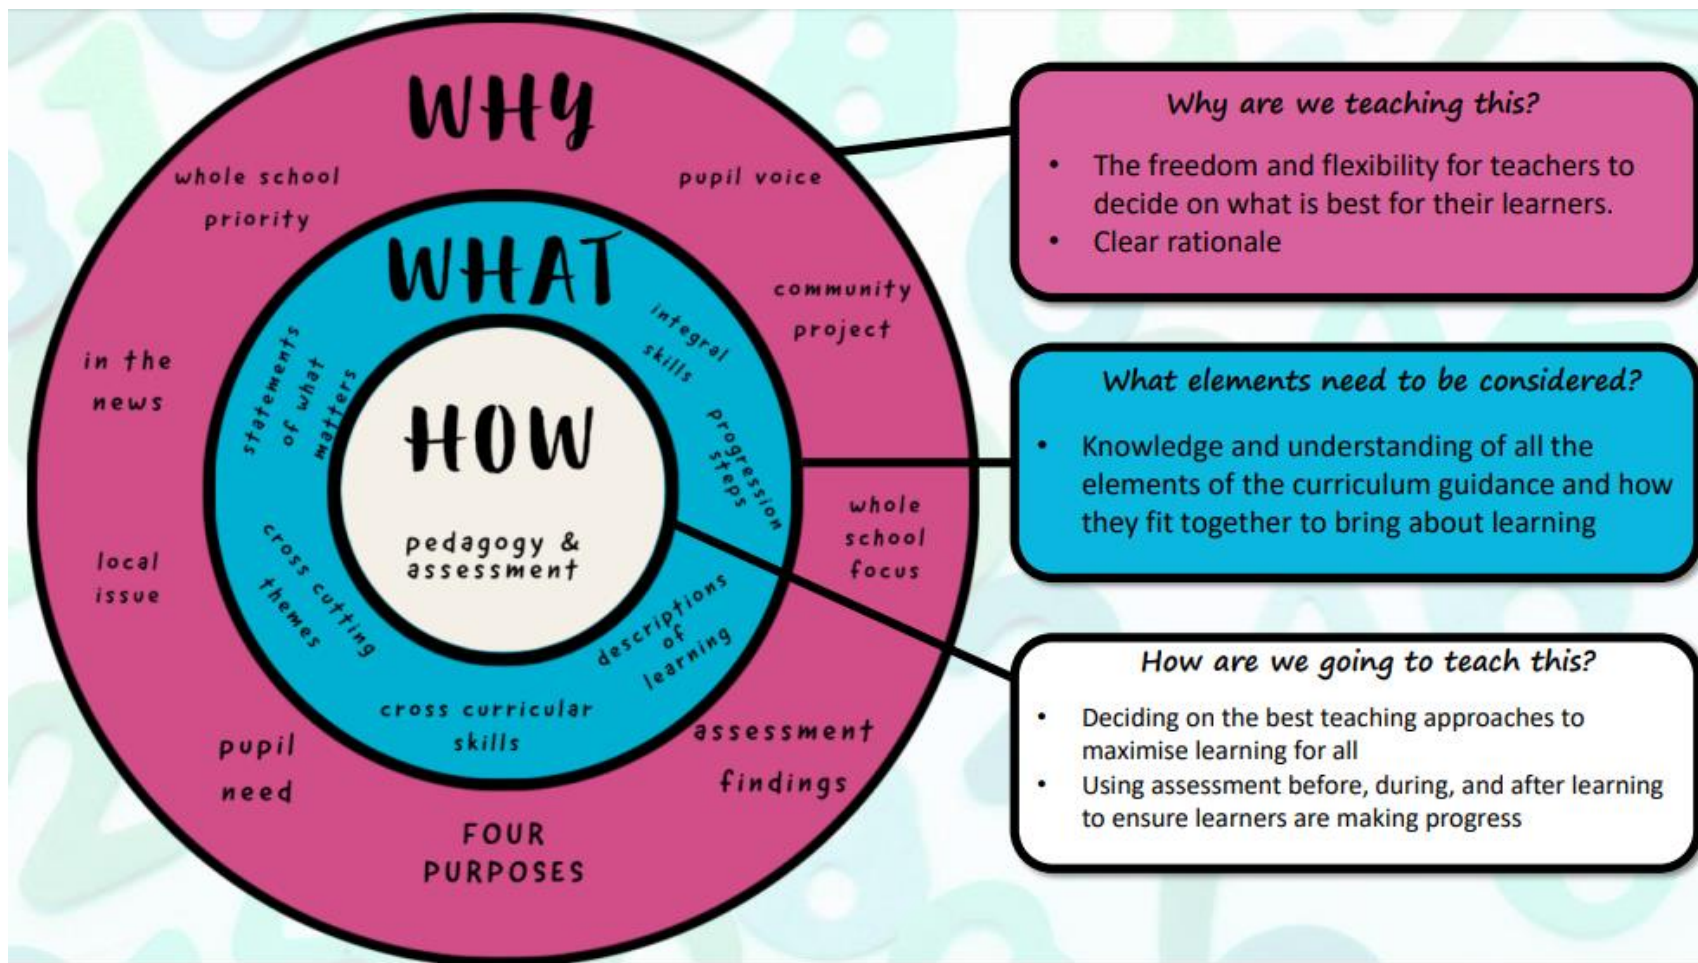 WHY
whole school
priority
pupil voice
community
project
in the
news
whole
school
focus
local
issue
assessment
findings
pupil
need
FOUR
PURPOSES
WHAT
integral
skills
statements
of what
matters
progression
steps
cross cutting
themes
descriptions
of
learning
cross curricular
skills
HOW
pedagogy &
assessment
Why are we teaching this?
• The freedom and flexibility for teachers to
decide on what is best for their learners.
• Clear rationale
What elements need to be considered?
• Knowledge and understanding of all the
elements of the curriculum guidance and how
they fit together to bring about learning
How are we going to teach this?
• Deciding on the best teaching approaches to
maximise learning for all
• Using assessment before, during, and after learning
to ensure learners are making progress